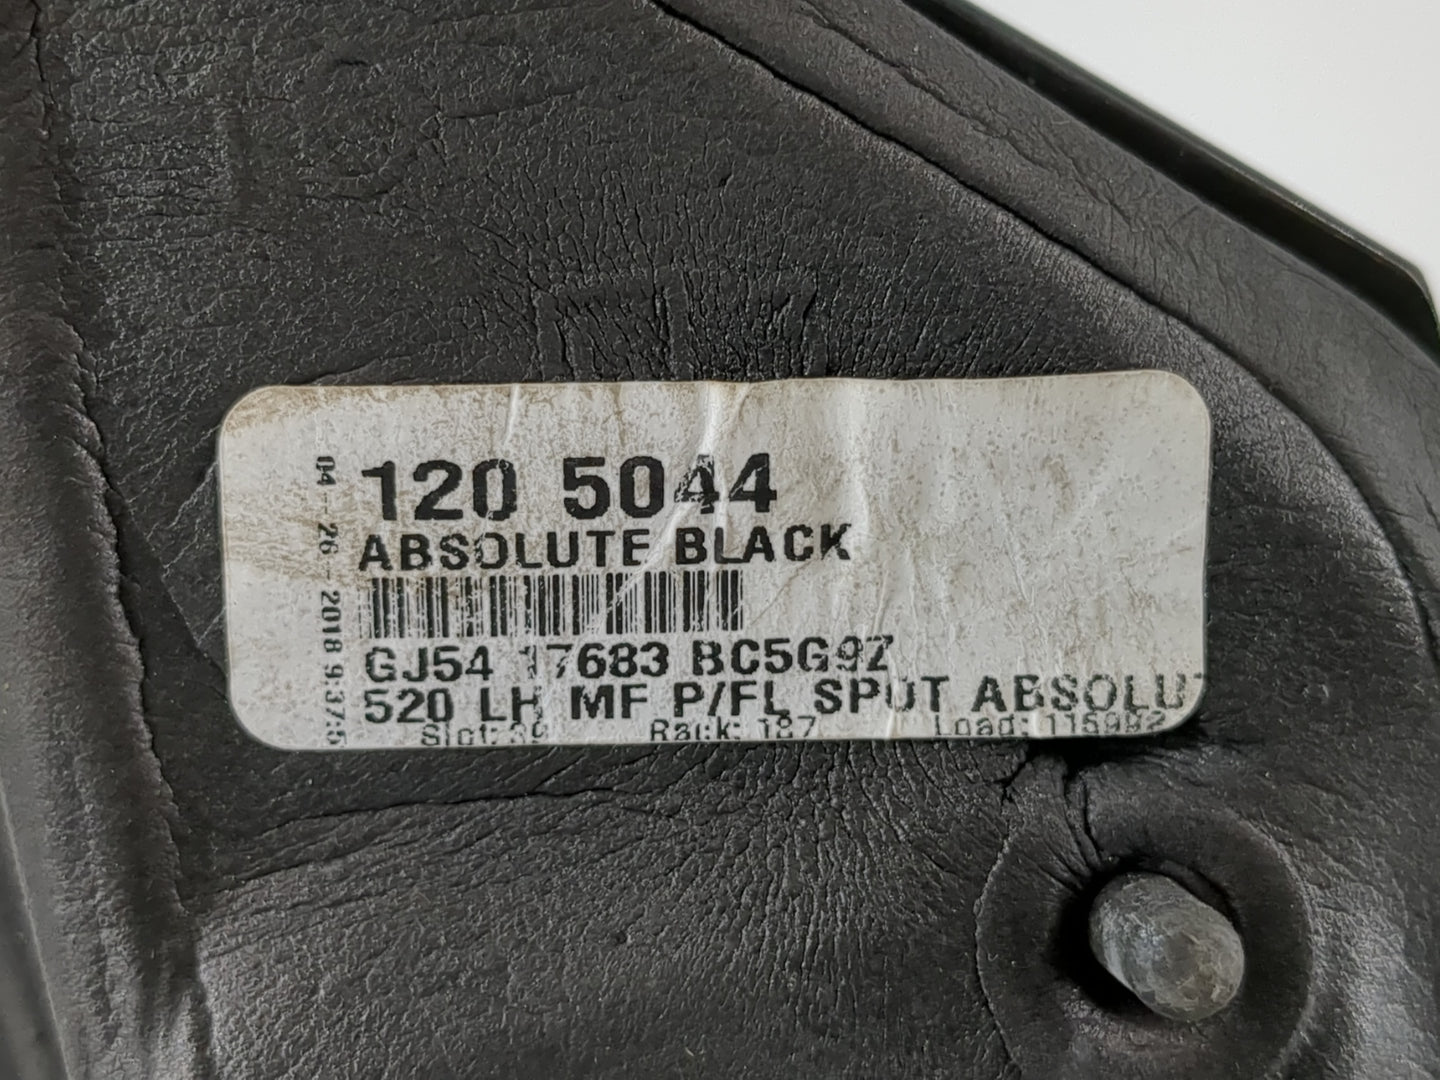 120 5044
ABSOLUTE BLACK
GJ54 17683 BC5G9Z
520 LH MF P/FL SPOT ABSOLUT
Slot: 39 Rack: 187 Load: 115992
04-26-2018 9:37:5